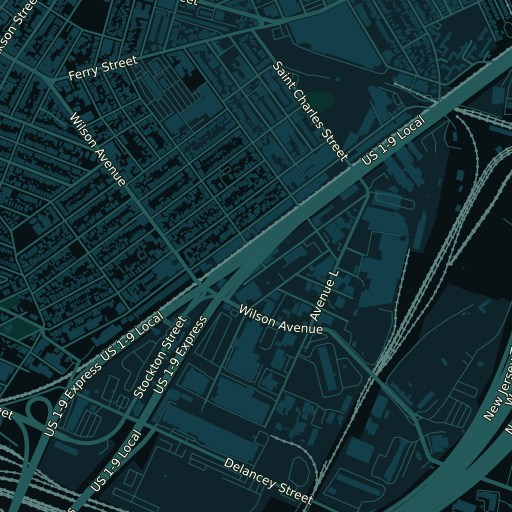 Ferry Street
Saint Charles Street
Wilson Avenue
US 1-9 Local
Avenue L
Wilson Avenue
US 1-9 Express US 1-9 Local
Stockton Street
US 1-9 Express
US 1-9 Local
Delancey Street
New Jersey T